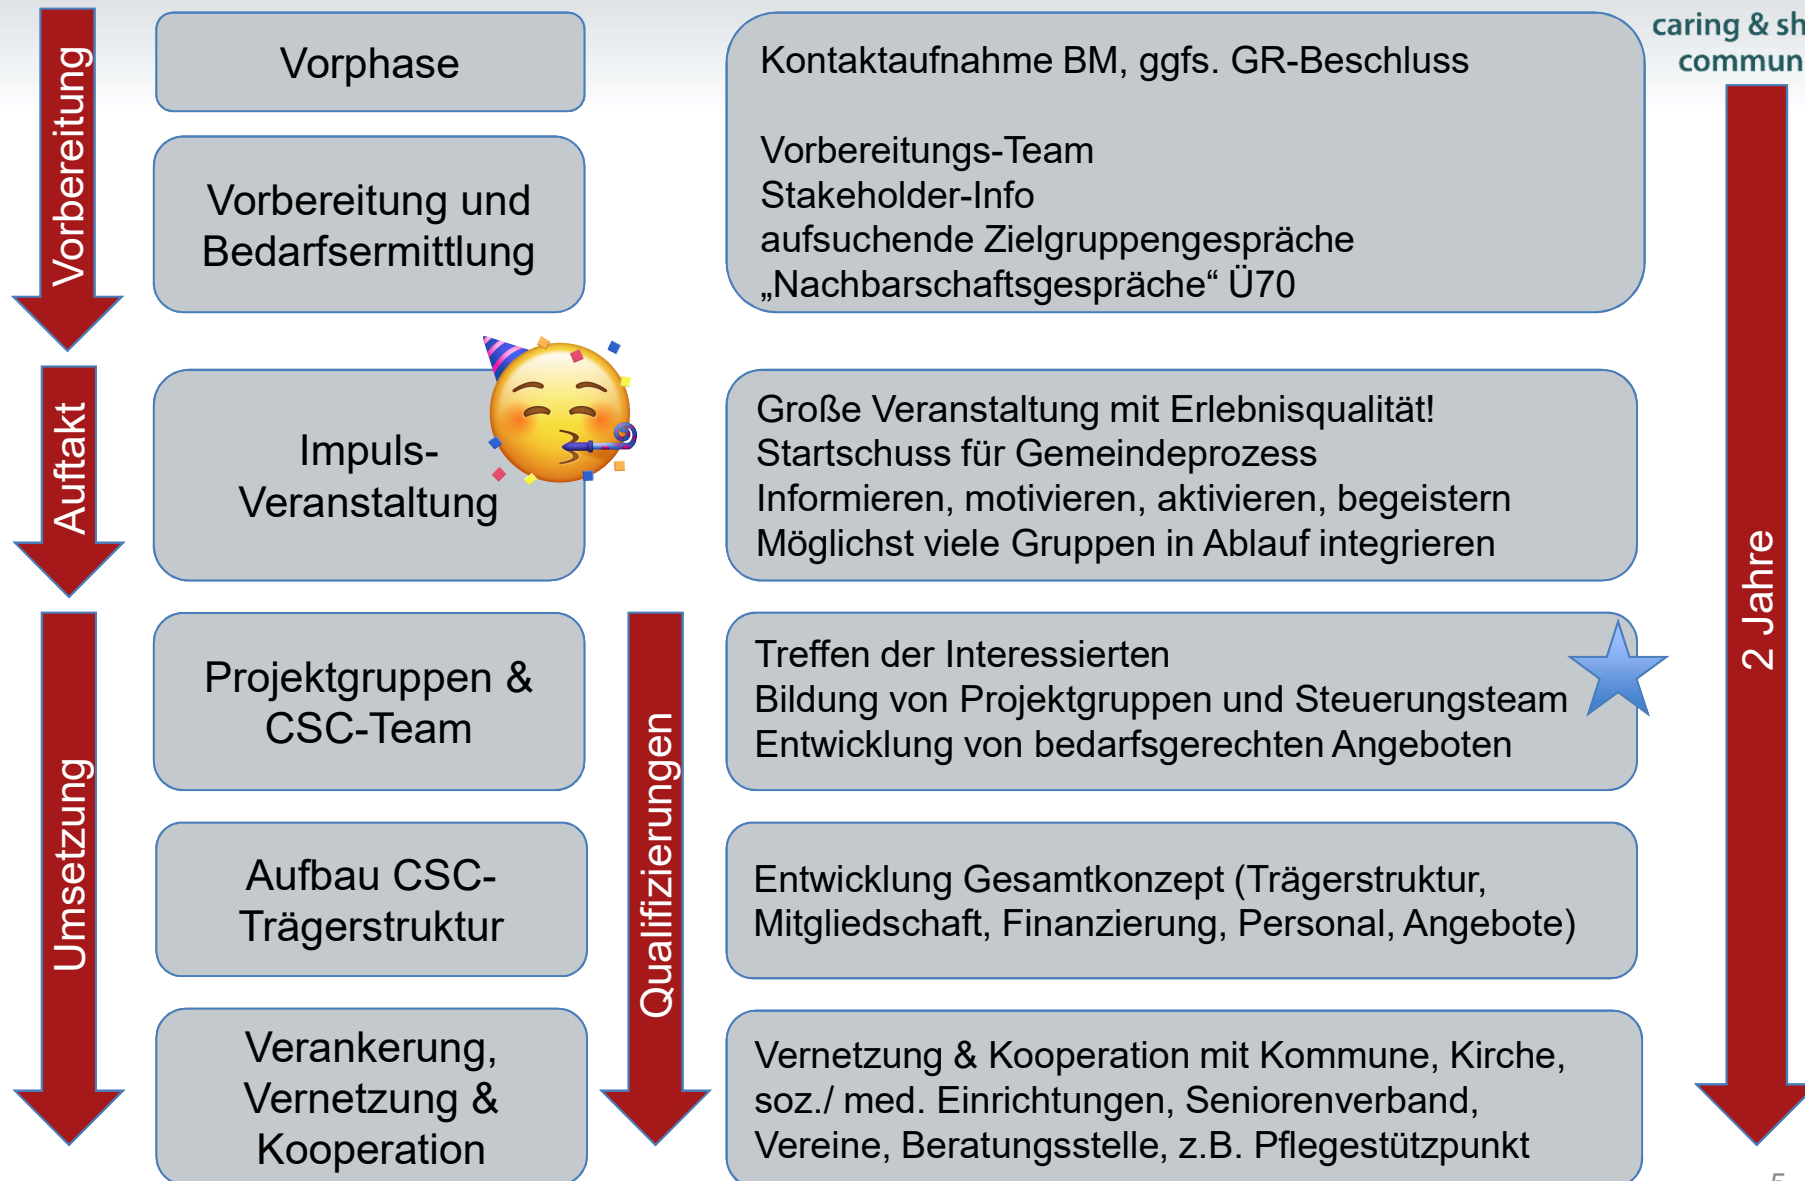 caring & sh
commun
Vorbereitung
Vorphase
Kontaktaufnahme BM, ggfs. GR-Beschluss
Vorbereitung und
Bedarfsermittlung
Vorbereitungs-Team
Stakeholder-Info
aufsuchende Zielgruppengespräche
„Nachbarschaftsgespräche“ Ü70
Auftakt
Impuls-
Veranstaltung
Große Veranstaltung mit Erlebnisqualität!
Startschuss für Gemeindeprozess
Informieren, motivieren, aktivieren, begeistern
Möglichst viele Gruppen in Ablauf integrieren
Umsetzung
Projektgruppen &
CSC-Team
Qualifizierungen
Treffen der Interessierten
Bildung von Projektgruppen und Steuerungsteam
Entwicklung von bedarfsgerechten Angeboten
Aufbau CSC-
Trägerstruktur
Entwicklung Gesamtkonzept (Trägerstruktur,
Mitgliedschaft, Finanzierung, Personal, Angebote)
Verankerung,
Vernetzung &
Kooperation
Vernetzung & Kooperation mit Kommune, Kirche,
soz./ med. Einrichtungen, Seniorenverband,
Vereine, Beratungsstelle, z.B. Pflegestützpunkt
2 Jahre